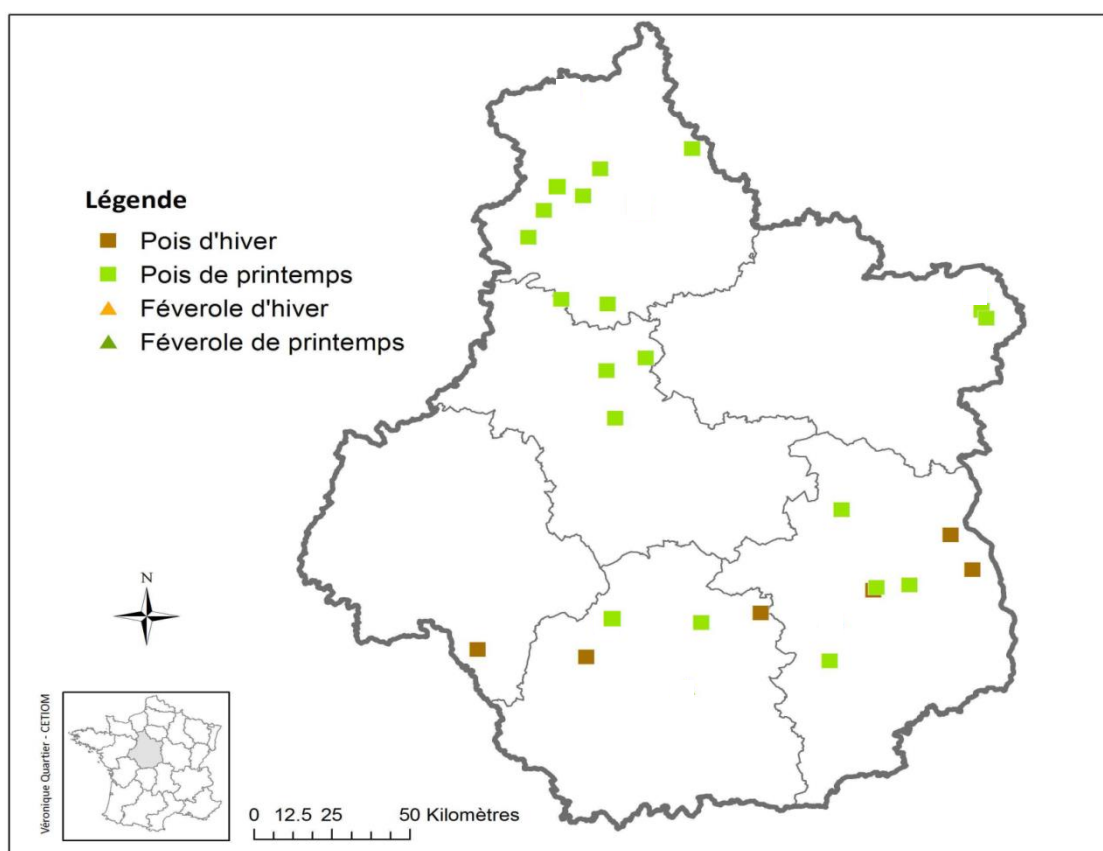 Légende
Pois d'hiver
Pois de printemps
Féverole d'hiver
Féverole de printemps
N
Véronique Quartier - CETIOM
0 12.5 25 50 Kilomètres